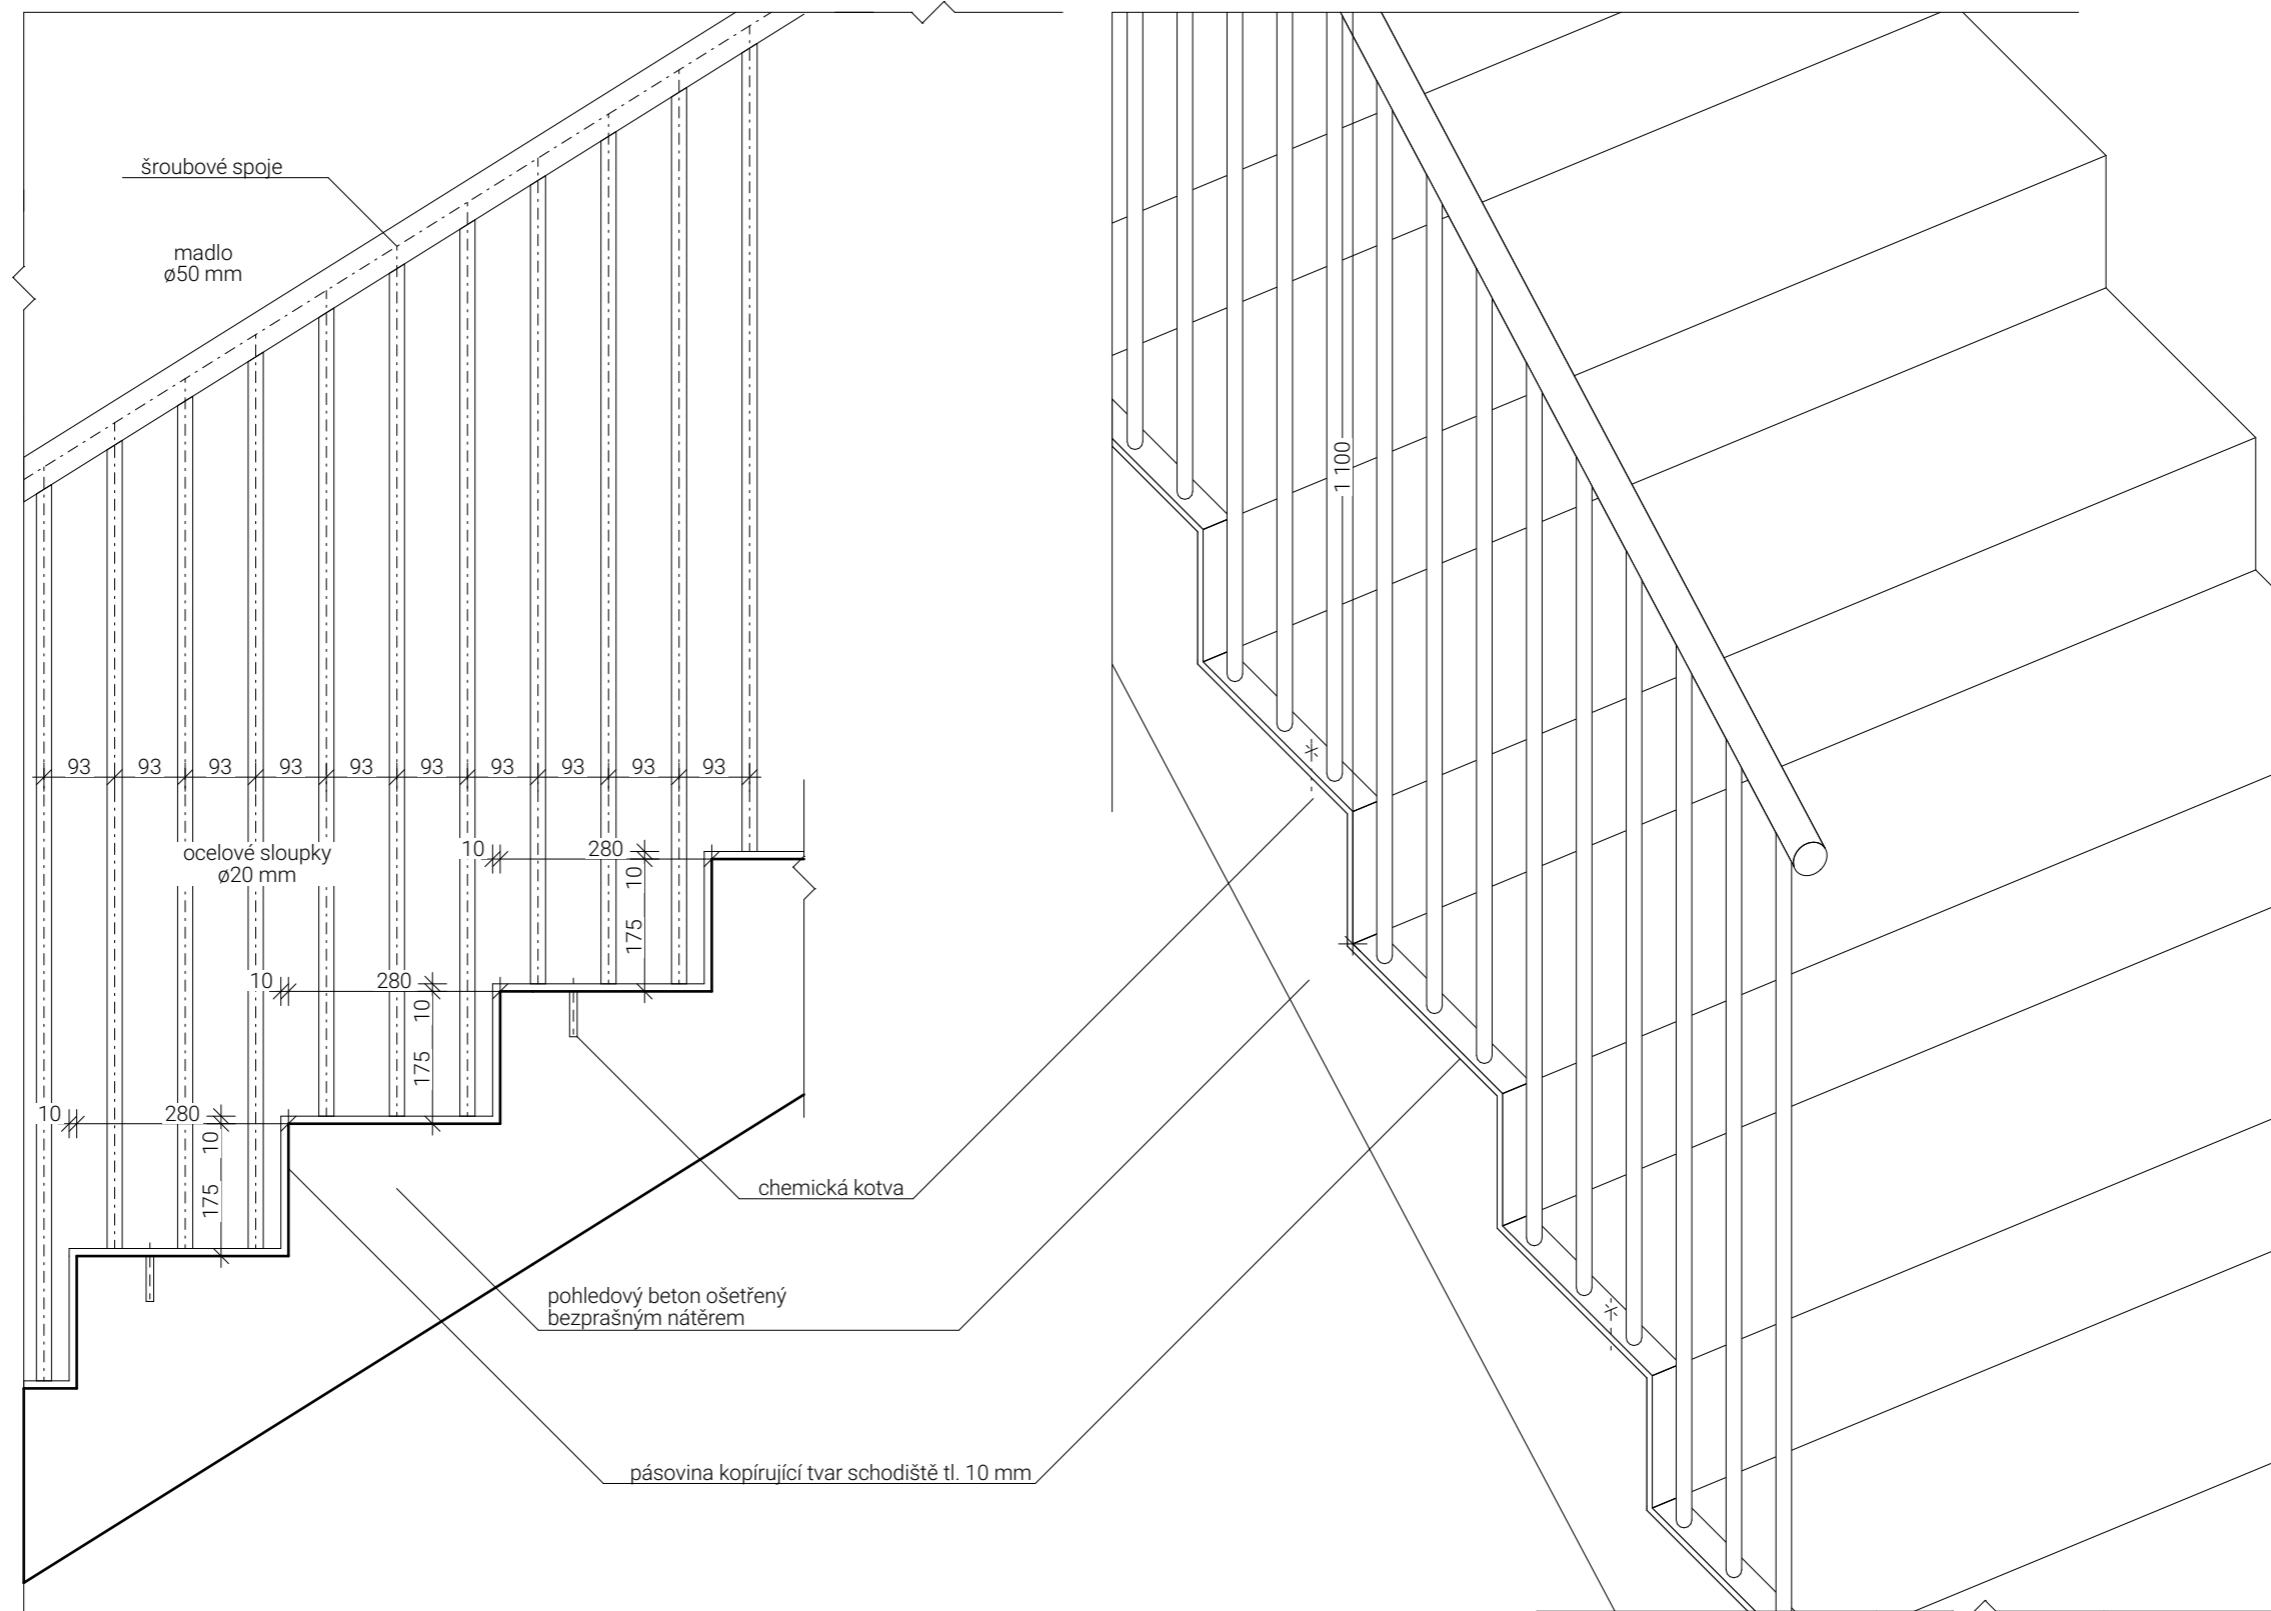 šroubové spoje
madlo
ø50 mm
1 100
93 93 93 93 93 93 93 93 93 93
ocelové sloupky
ø20 mm
10 280
10
175
10 280
10
175
10 280
10
175
chemická kotva
pohledový beton ošetřený
bezprašným nátěrem
pásovina kopírující tvar schodiště tl. 10 mm